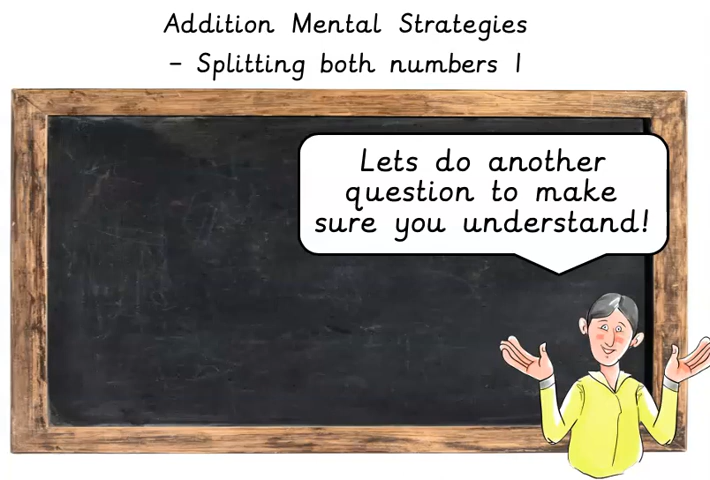 Addition Mental Strategies
- Splitting both numbers 1
Lets do another
question to make
sure you understand!